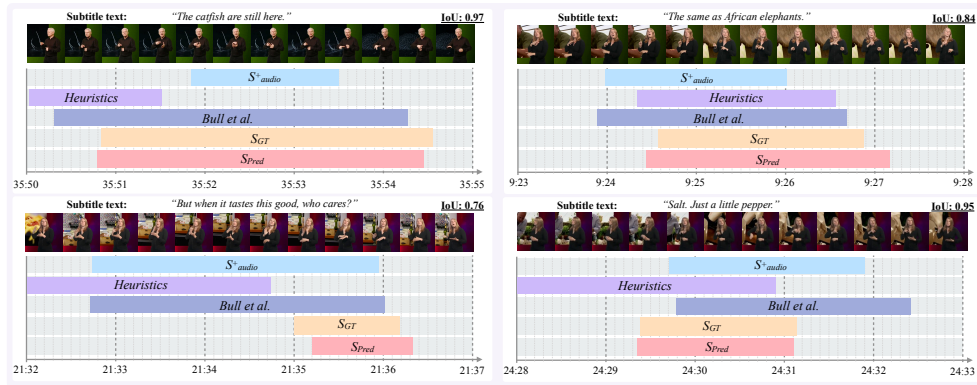 Subtitle text: “The catfish are still here.” IoU: 0.97
S⁺audio
Heuristics
Bull et al.
SGT
SPred
35:50 35:51 35:52 35:53 35:54 35:55
Subtitle text: “The same as African elephants.” IoU: 0.84
S⁺audio
Heuristics
Bull et al.
SGT
SPred
9:23 9:24 9:25 9:26 9:27 9:28
Subtitle text: “But when it tastes this good, who cares?” IoU: 0.76
S⁺audio
Heuristics
Bull et al.
SGT
SPred
21:32 21:33 21:34 21:35 21:36 21:37
Subtitle text: “Salt. Just a little pepper.” IoU: 0.95
S⁺audio
Heuristics
Bull et al.
SGT
SPred
24:28 24:29 24:30 24:31 24:32 24:33